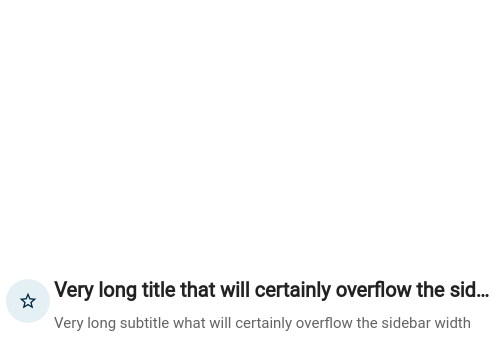 Very long title that will certainly overflow the sid...
Very long subtitle what will certainly overflow the sidebar width